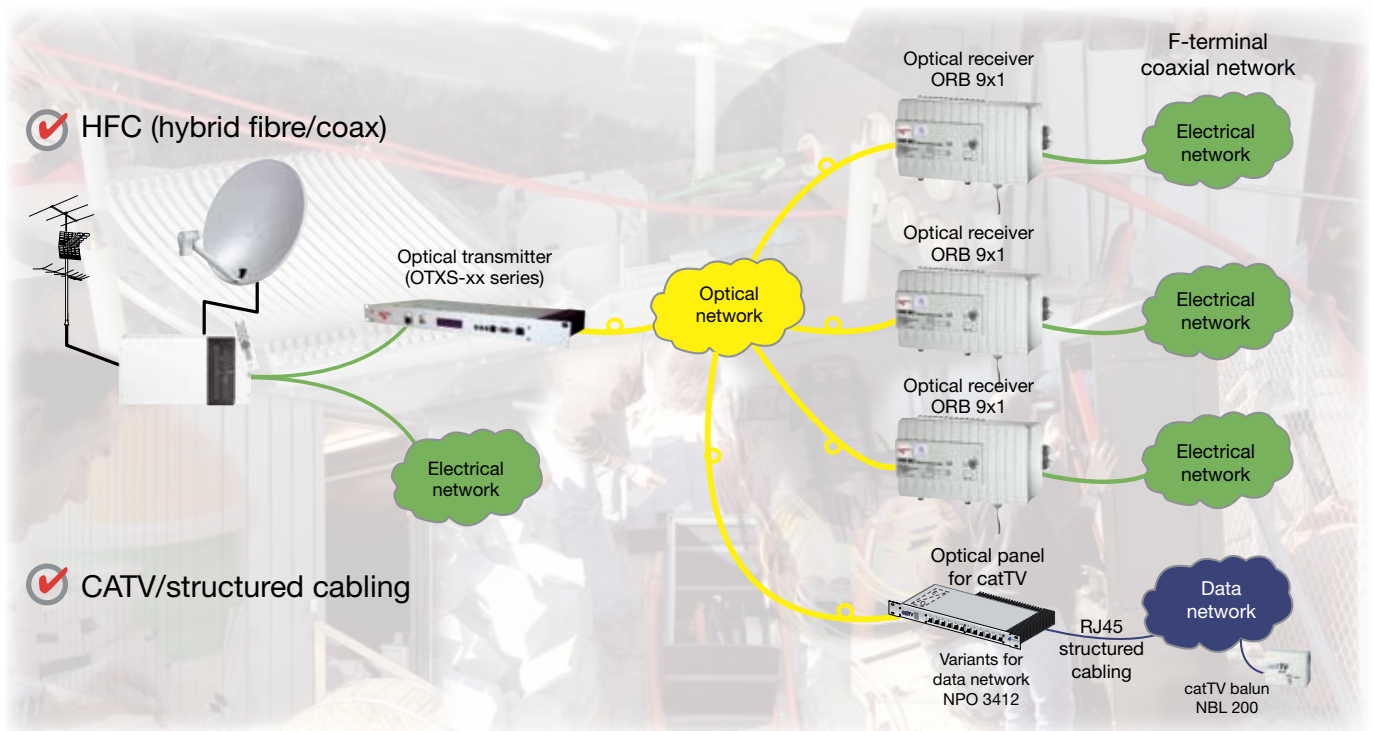 HFC (hybrid fibre/coax)
Optical transmitter
(OTXS-xx series)
Optical
network
Electrical
network
Optical receiver
ORB 9x1
F-terminal
coaxial network
Electrical
network
Optical receiver
ORB 9x1
Electrical
network
Optical receiver
ORB 9x1
Electrical
network
CATV/structured cabling
Optical panel
for catTV
Variants for
data network
NPO 3412
RJ45
structured
cabling
Data
network
catTV balun
NBL 200